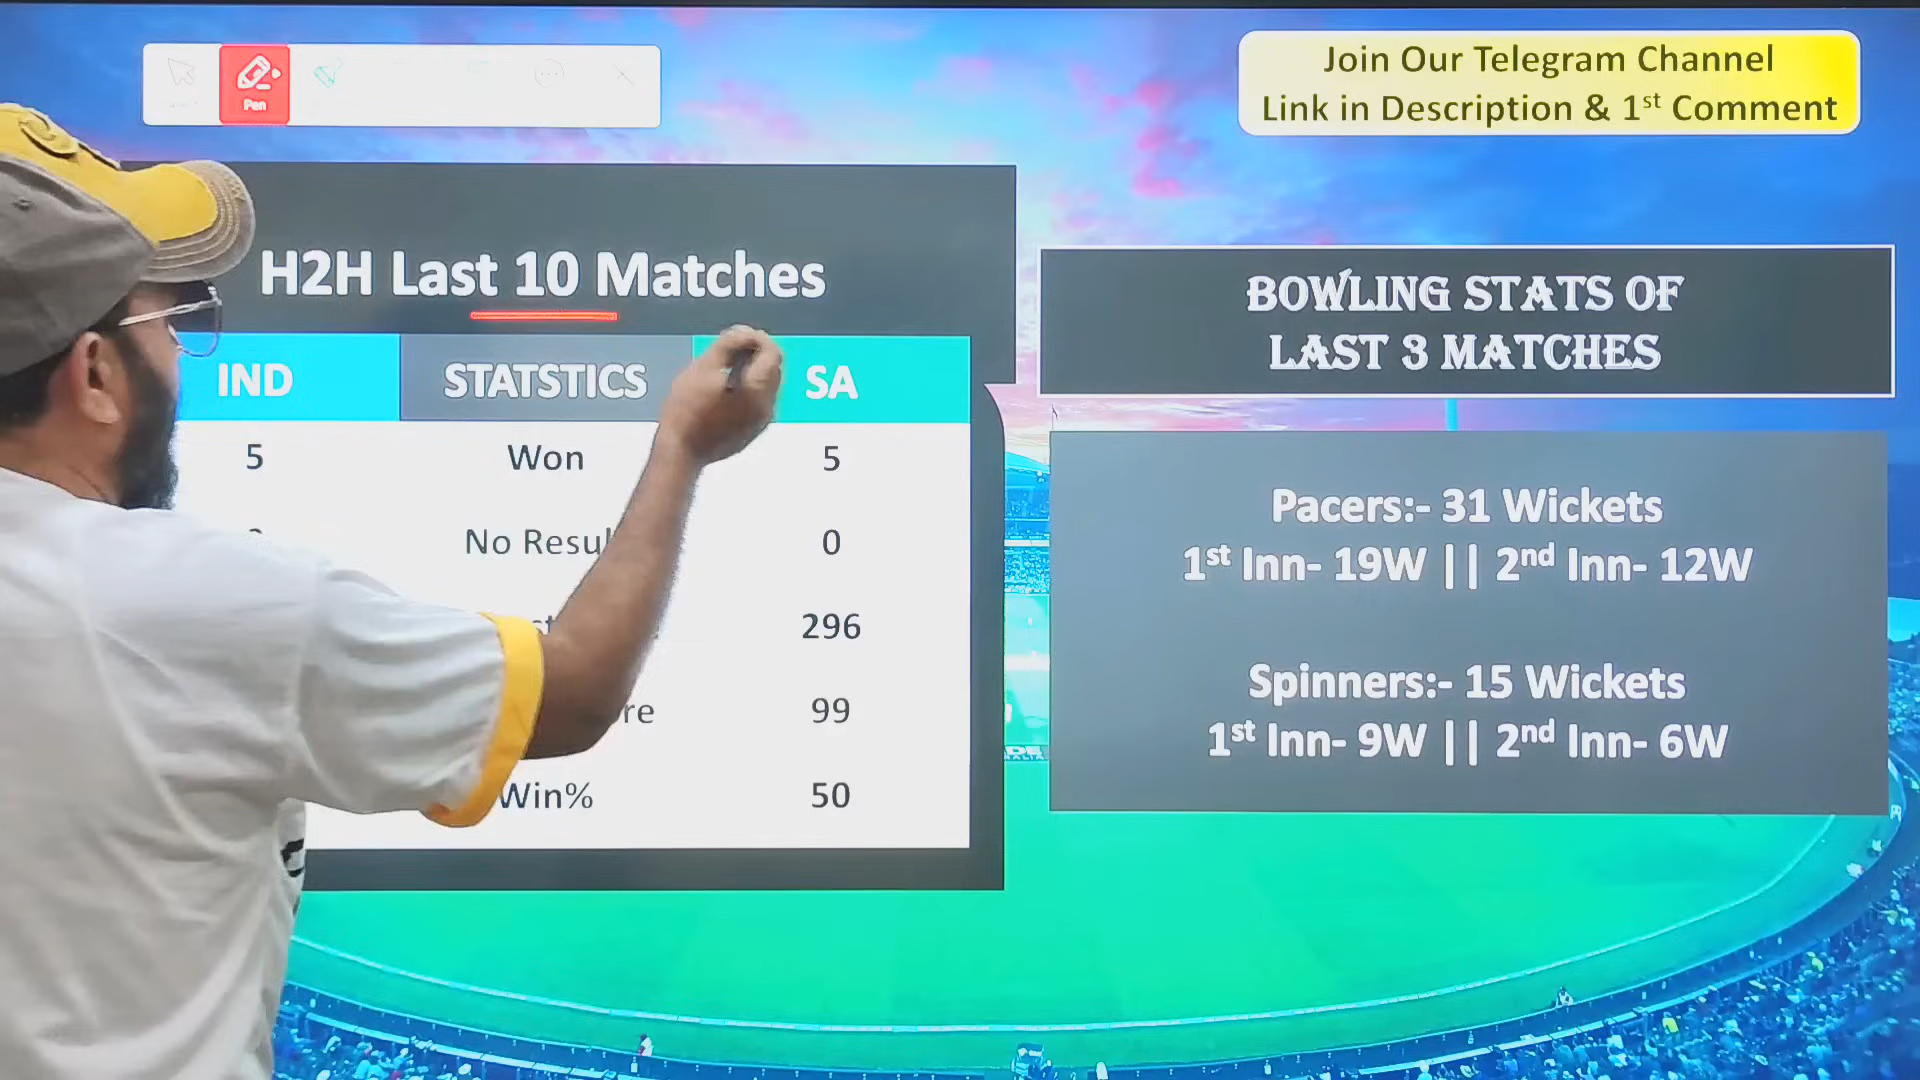 Pen
Join Our Telegram Channel
Link in Description & 1st Comment
H2H Last 10 Matches
IND STATSTICS SA
5 Won 5
No 0
296
99
Win% 50
BOWLING STATS OF
LAST 3 MATCHES
Pacers:- 31 Wickets
1st Inn- 19W || 2nd Inn- 12W
Spinners:- 15 Wickets
1st Inn- 9W || 2nd Inn- 6W